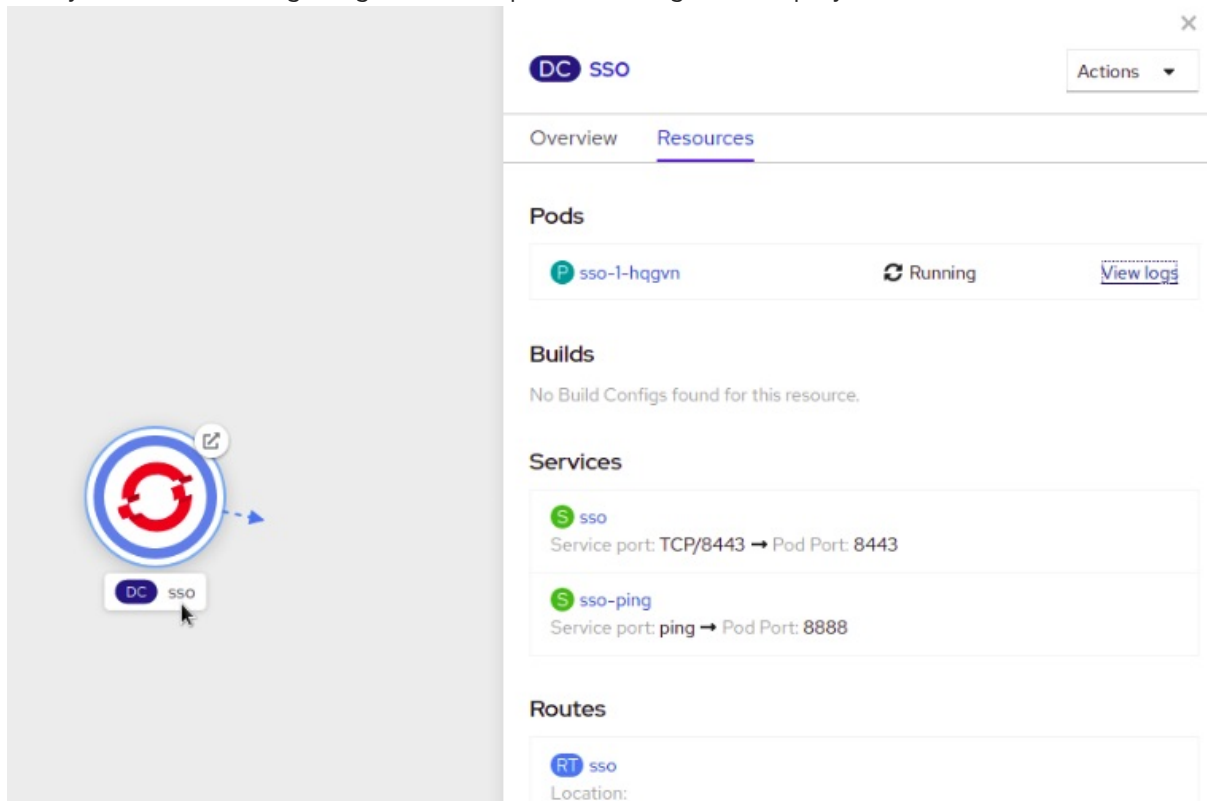 DC sso
Actions
Overview Resources
Pods
P sso-1-hqgvn Running View logs
Builds
No Build Configs found for this resource.
Services
S sso
Service port: TCP/8443 → Pod Port: 8443
S sso-ping
Service port: ping → Pod Port: 8888
Routes
RT sso
Location:
DC sso